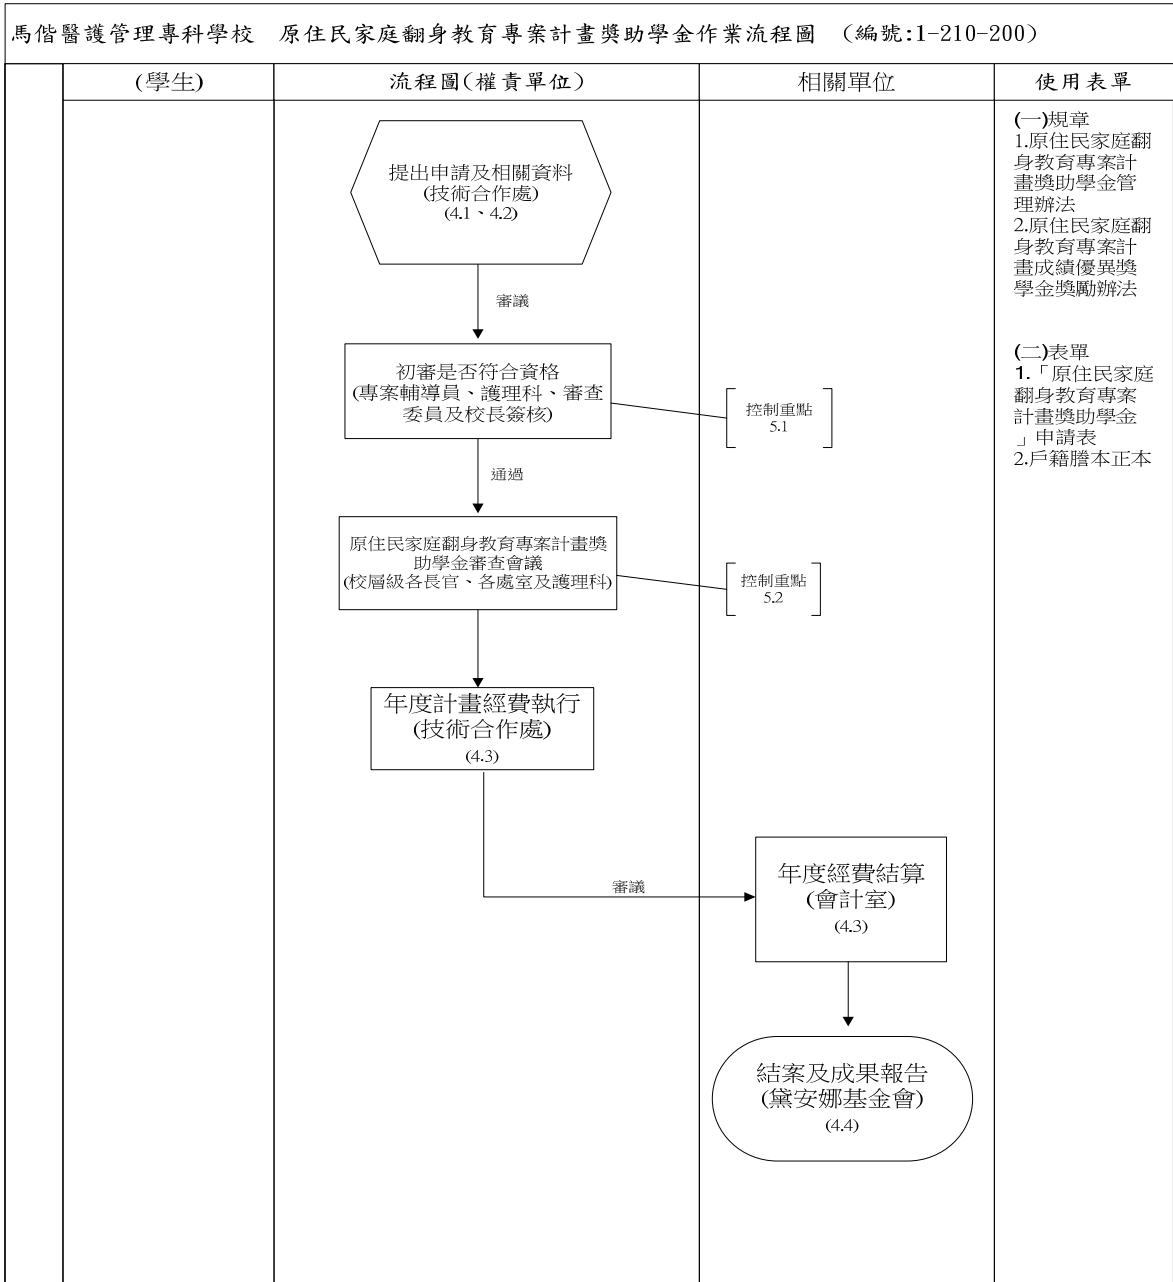 馬偕醫護管理專科學校 原住民家庭翻身教育專案計畫獎助學金作業流程圖 (編號:1-210-200)
(學生)
流程圖(權責單位)
相關單位
使用表單
提出申請及相關資料
(技術合作處)
(4.1、4.2)
審議
初審是否符合資格
(專案輔導員、護理科、審查
委員及校長簽核)
控制重點
5.1
通過
原住民家庭翻身教育專案計畫獎
助學金審查會議
(校層級各長官、各處室及護理科)
控制重點
5.2
年度計畫經費執行
(技術合作處)
(4.3)
審議
年度經費結算
(會計室)
(4.3)
結案及成果報告
(黛安娜基金會)
(4.4)
(一)規章
1.原住民家庭翻
身教育專案計
畫獎助學金管
理辦法
2.原住民家庭翻
身教育專案計
畫成績優異獎
學金獎勵辦法
(二)表單
1.「原住民家庭
翻身教育專案
計畫獎助學金
」申請表
2.戶籍謄本正本